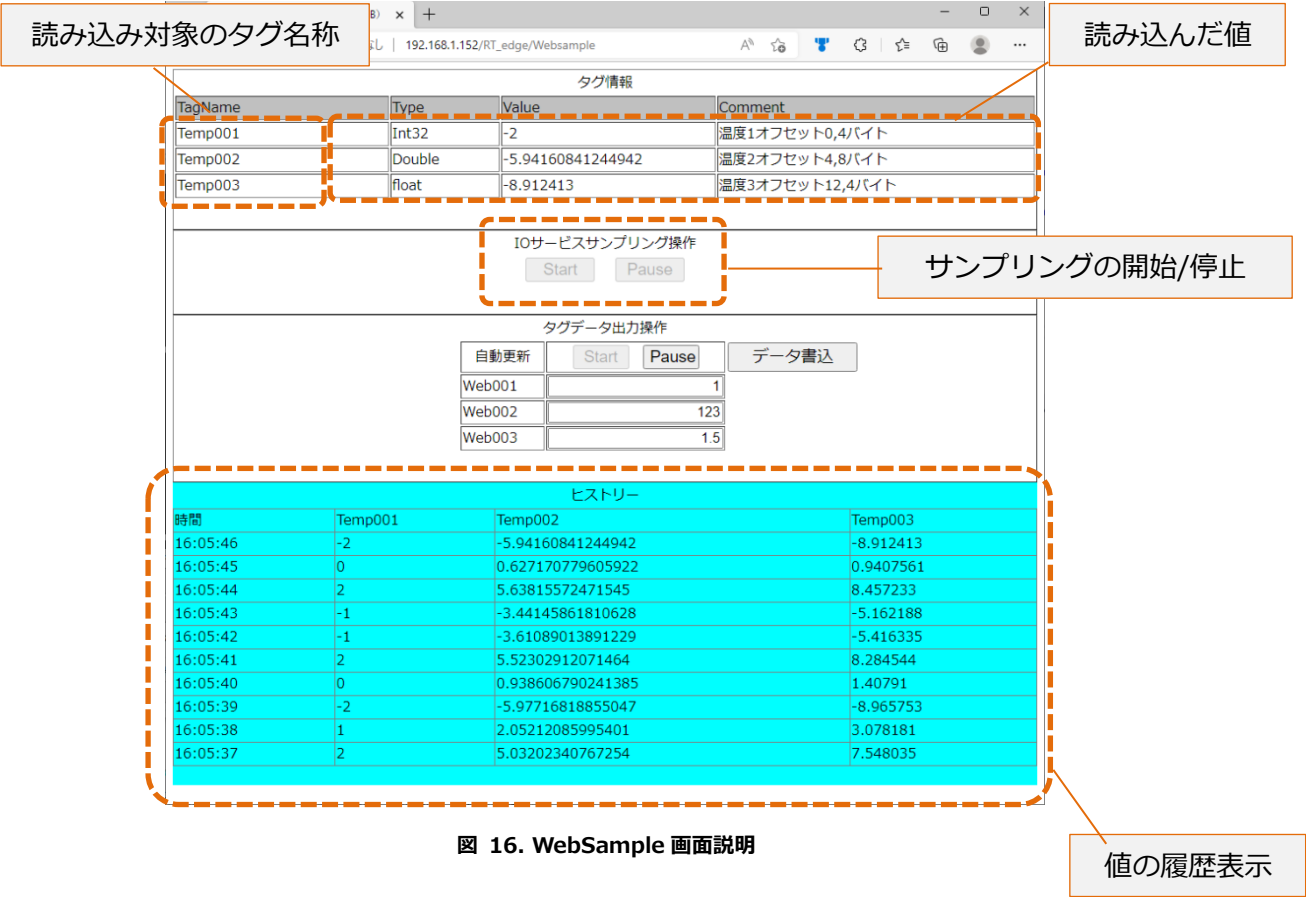 読み込み対象のタグ名称
読み込んだ値
192.168.1.152/RT_edge/Websample
タグ情報
TagName Type Value Comment
Temp001 Int32 -2 温度1オフセット0,4バイト
Temp002 Double -5.94160841244942 温度2オフセット4,8バイト
Temp003 float -8.912413 温度3オフセット12,4バイト
IOサービスサンプリング操作
Start Pause
サンプリングの開始/停止
タグデータ出力操作
自動更新 Start Pause データ書込
Web001 1
Web002 123
Web003 1.5
ヒストリー
時間 Temp001 Temp002 Temp003
16:05:46 -2 -5.94160841244942 -8.912413
16:05:45 0 0.627170779605922 0.9407561
16:05:44 2 5.63815572471545 8.457233
16:05:43 -1 -3.44145861810628 -5.162188
16:05:42 -1 -3.61089013891229 -5.416335
16:05:41 2 5.52302912071464 8.284544
16:05:40 0 0.938606790241385 1.40791
16:05:39 -2 -5.97716818855047 -8.965753
16:05:38 1 2.05212085995401 3.078181
16:05:37 2 5.03202340767254 7.548035
図 16. WebSample 画面説明
値の履歴表示